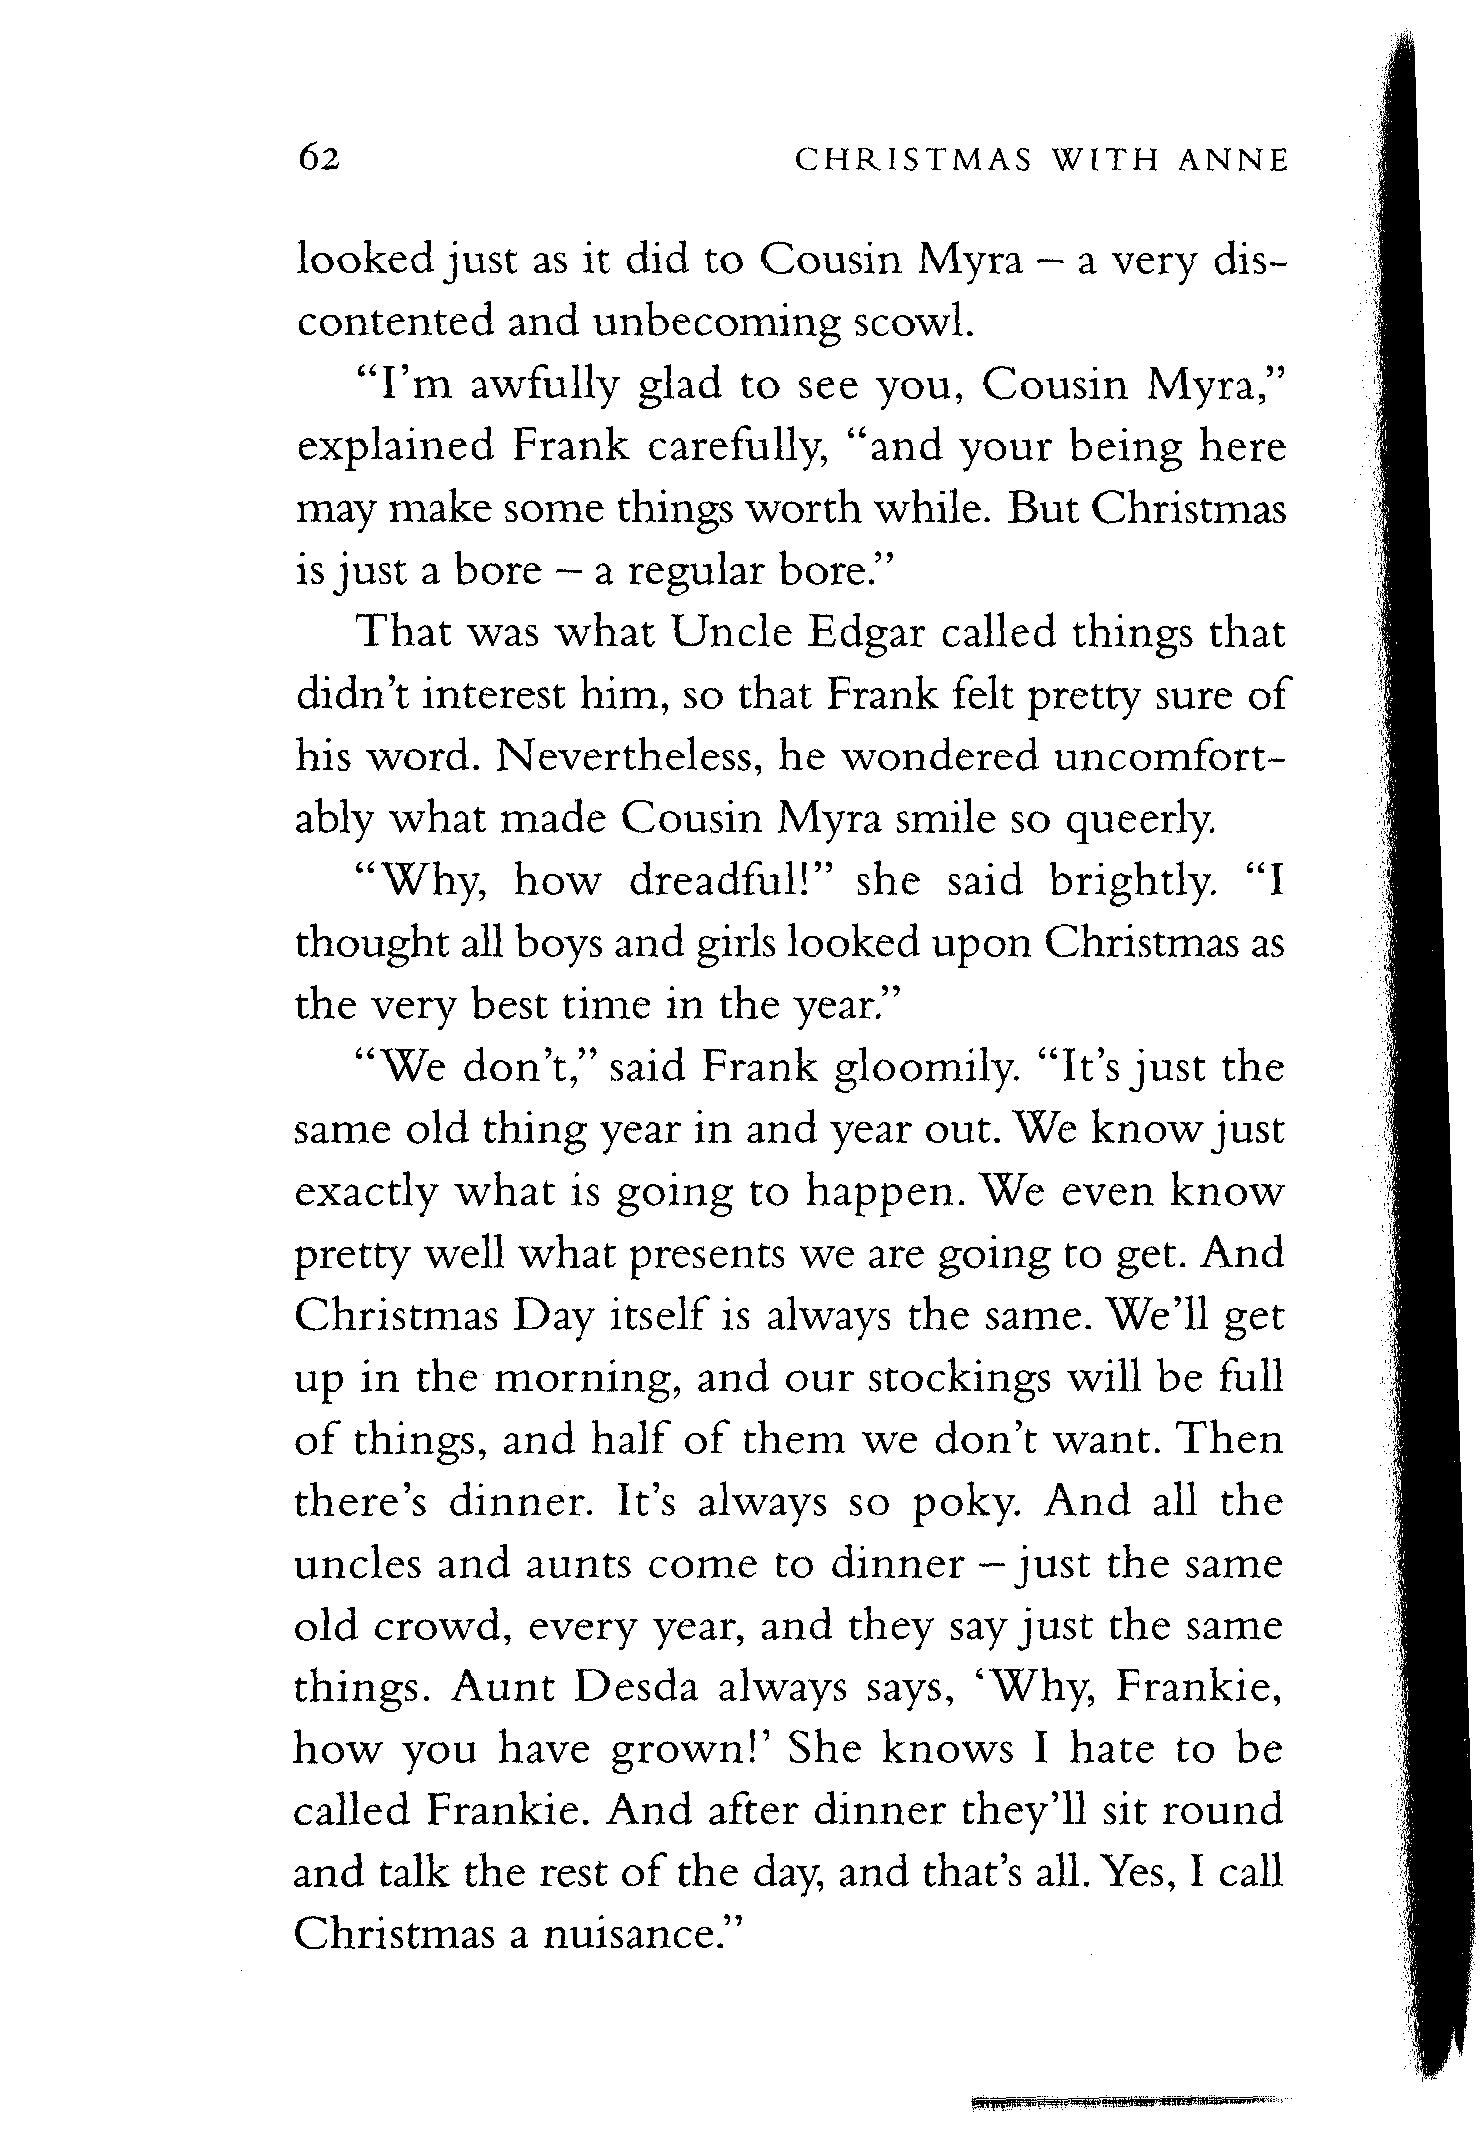 62 CHRISTMAS WITH ANNE
looked just as it did to Cousin Myra – a very dis-
contented and unbecoming scowl.
“I’m awfully glad to see you, Cousin Myra,”
explained Frank carefully, “and your being here
may make some things worth while. But Christmas
is just a bore – a regular bore.”
That was what Uncle Edgar called things that
didn’t interest him, so that Frank felt pretty sure of
his word. Nevertheless, he wondered uncomfort-
ably what made Cousin Myra smile so queerly.
“Why, how dreadful!” she said brightly. “I
thought all boys and girls looked upon Christmas as
the very best time in the year.”
“We don’t,” said Frank gloomily. “It’s just the
same old thing year in and year out. We know just
exactly what is going to happen. We even know
pretty well what presents we are going to get. And
Christmas Day itself is always the same. We’ll get
up in the morning, and our stockings will be full
of things, and half of them we don’t want. Then
there’s dinner. It’s always so poky. And all the
uncles and aunts come to dinner – just the same
old crowd, every year, and they say just the same
things. Aunt Desda always says, ‘Why, Frankie,
how you have grown!’ She knows I hate to be
called Frankie. And after dinner they’ll sit round
and talk the rest of the day, and that’s all. Yes, I call
Christmas a nuisance.”